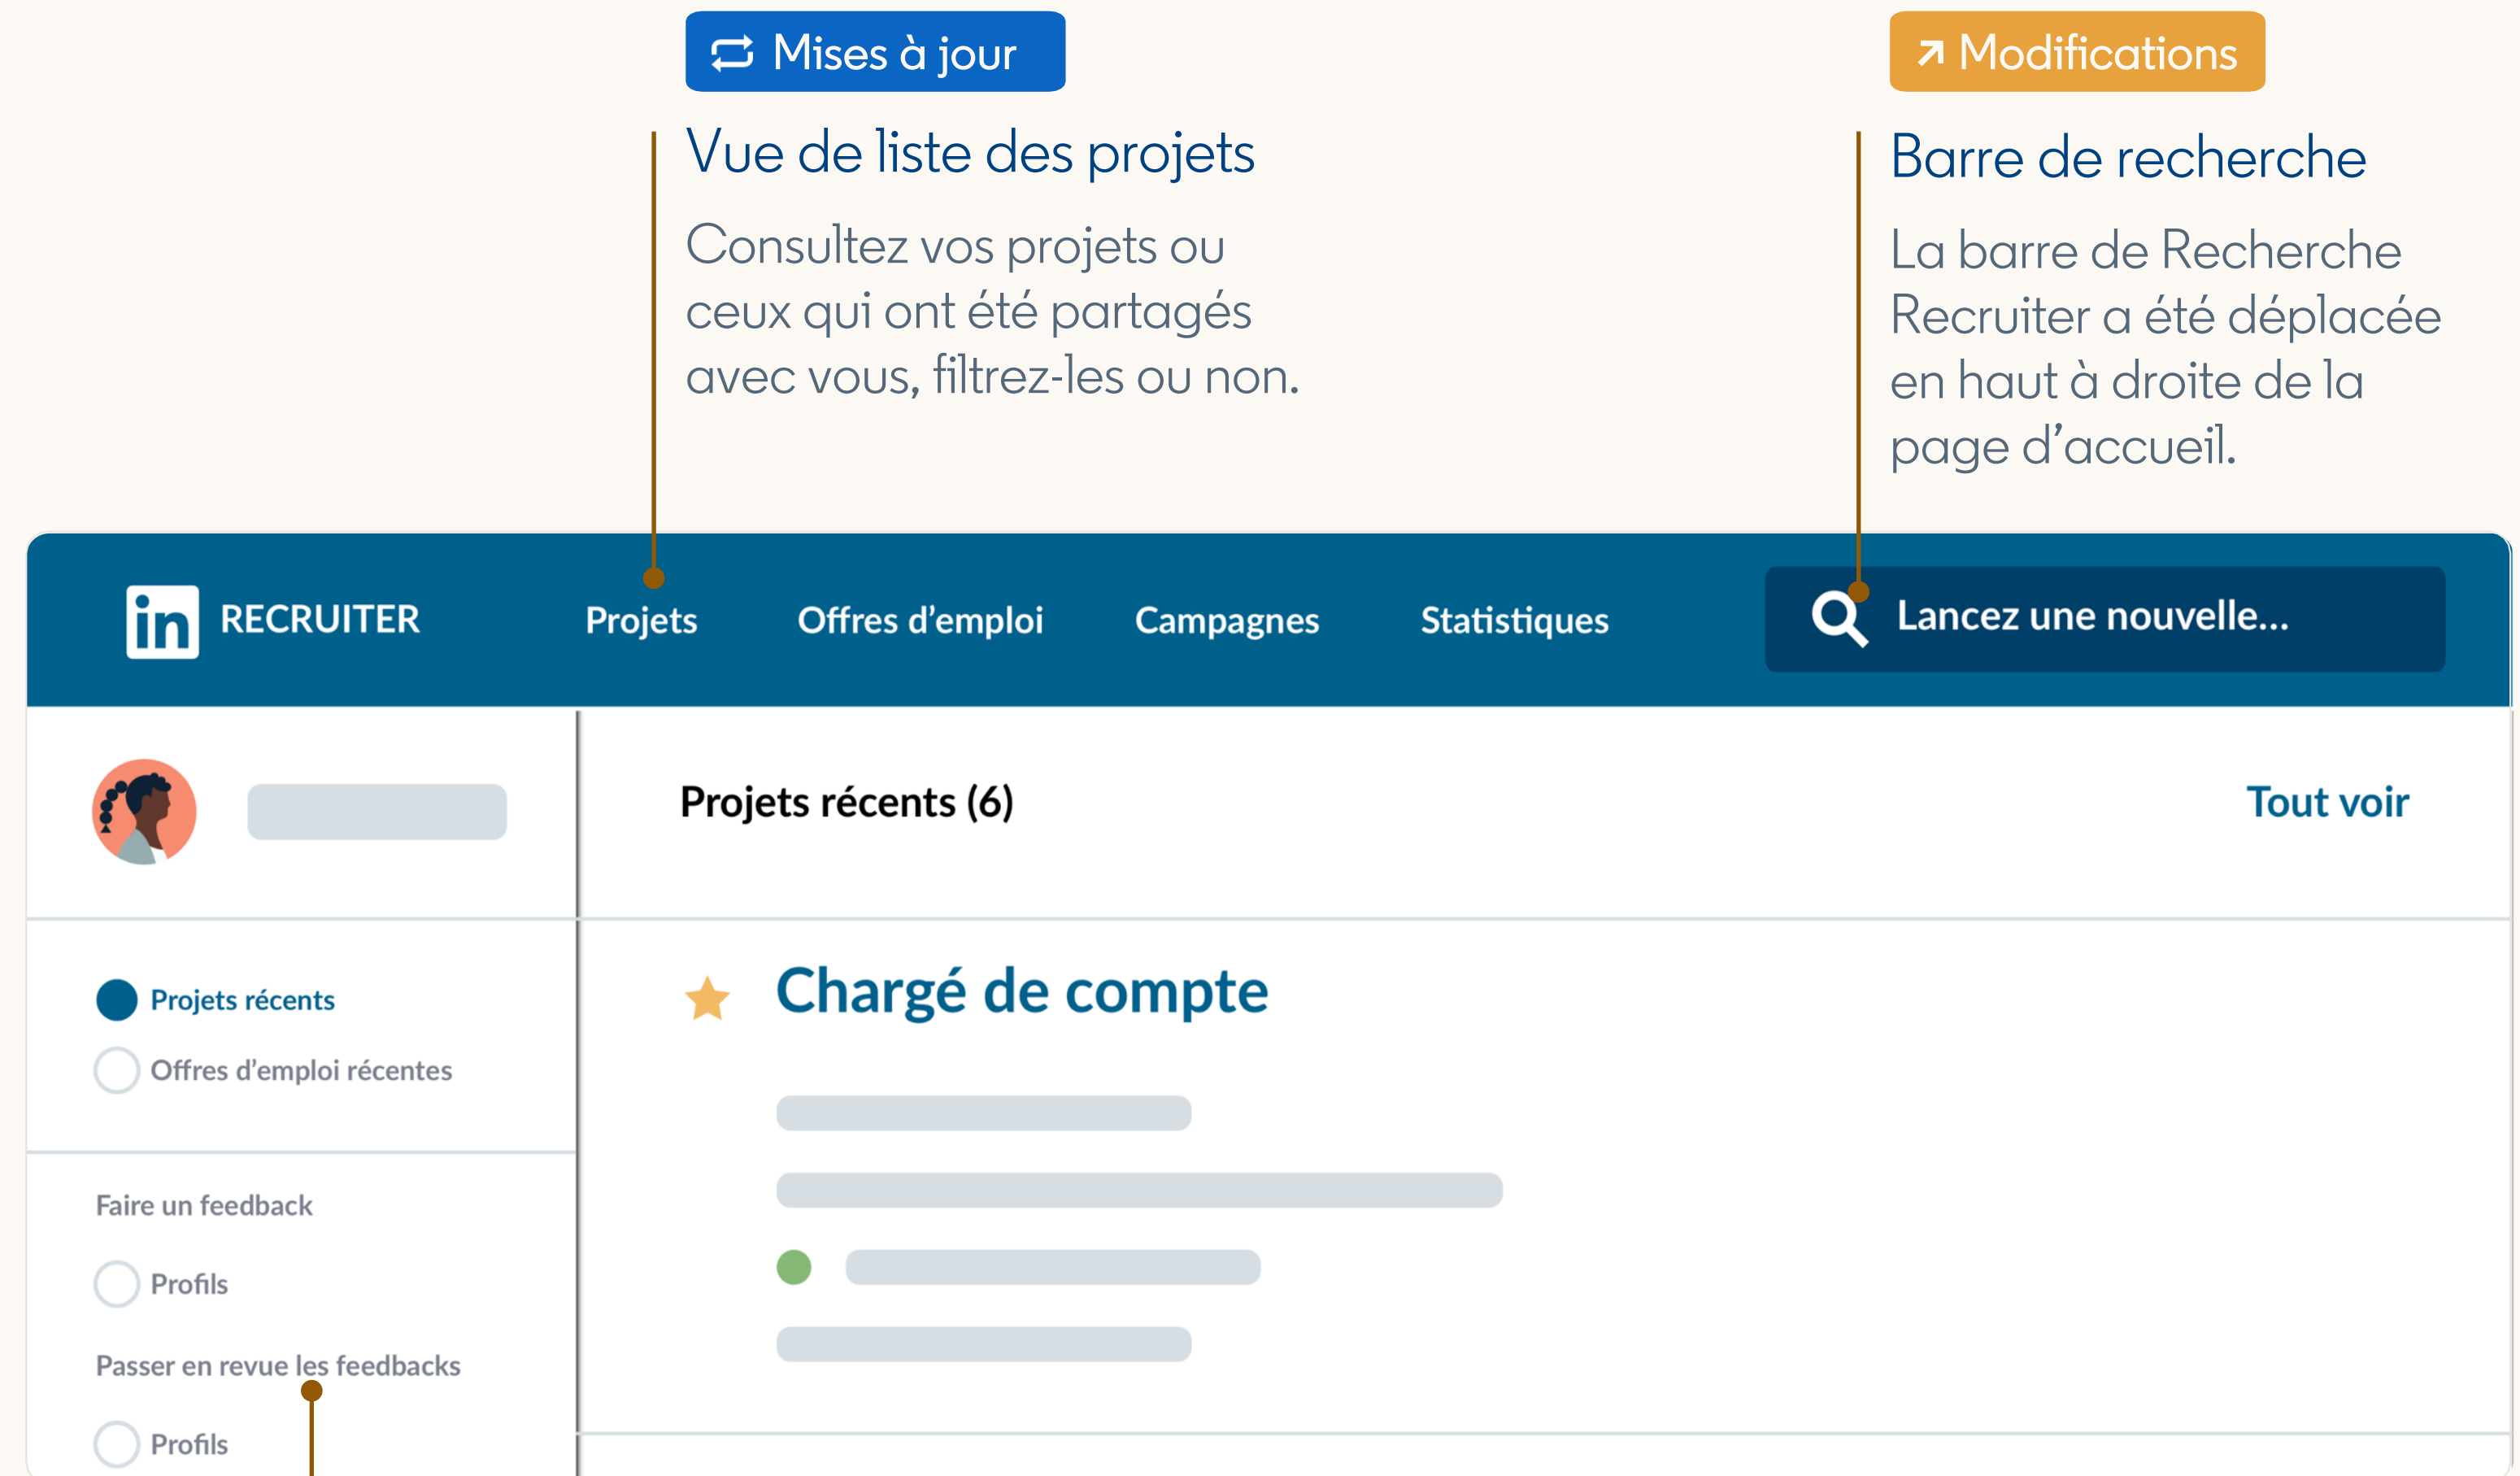 Mises à jour
Vue de liste des projets
Consultez vos projets ou
ceux qui ont été partagés
avec vous, filtrez-les ou non.
Modifications
Barre de recherche
La barre de Recherche
Recruiter a été déplacée
en haut à droite de la
page d’accueil.
in RECRUITER
Projets
Offres d’emploi
Campagnes
Statistiques
Lancez une nouvelle...
Projets récents (6)
Tout voir
Projets récents
Offres d’emploi récentes
Faire un feedback
Profils
Passer en revue les feedbacks
Profils
Chargé de compte